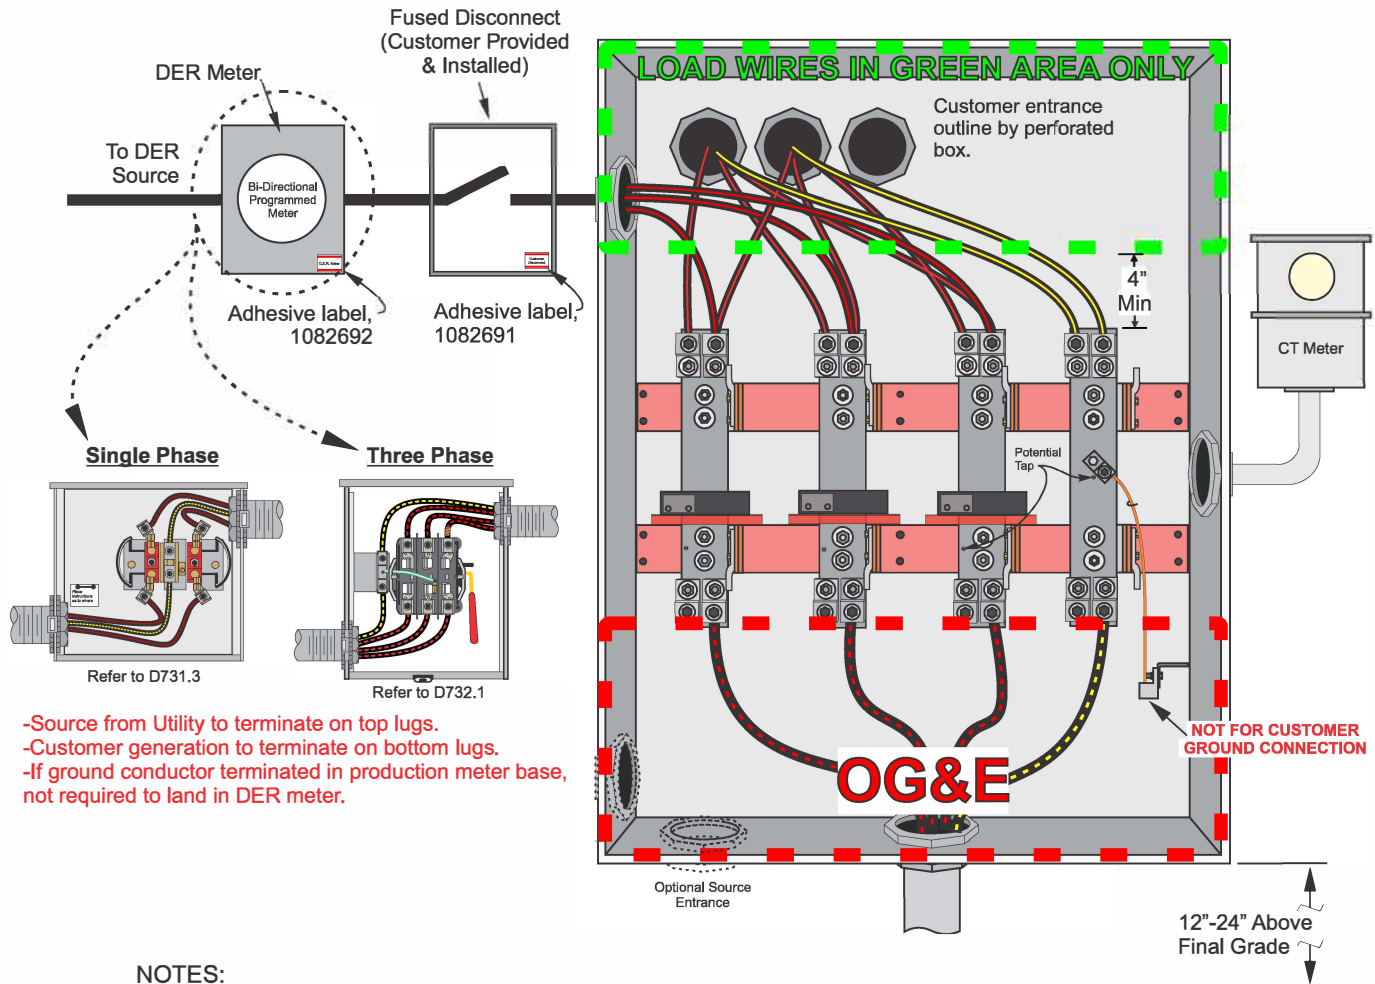 Fused Disconnect
(Customer Provided
& Installed)
DER Meter
To DER
Source
Bi-Directional
Programmed
Meter
Customer
Disconnect
Adhesive label,
1082692
Adhesive label,
1082691
LOAD WIRES IN GREEN AREA ONLY
Customer entrance
outline by perforated
box.
4"
Min
CT Meter
Potential
Tap
Single Phase
Three Phase
Place
instructions
Refer to D731.3
Refer to D732.1
-Source from Utility to terminate on top lugs.
-Customer generation to terminate on bottom lugs.
-If ground conductor terminated in production meter base,
not required to land in DER meter.
NOT FOR CUSTOMER
GROUND CONNECTION
OG&E
Optional Source
Entrance
12"-24" Above
Final Grade
NOTES: